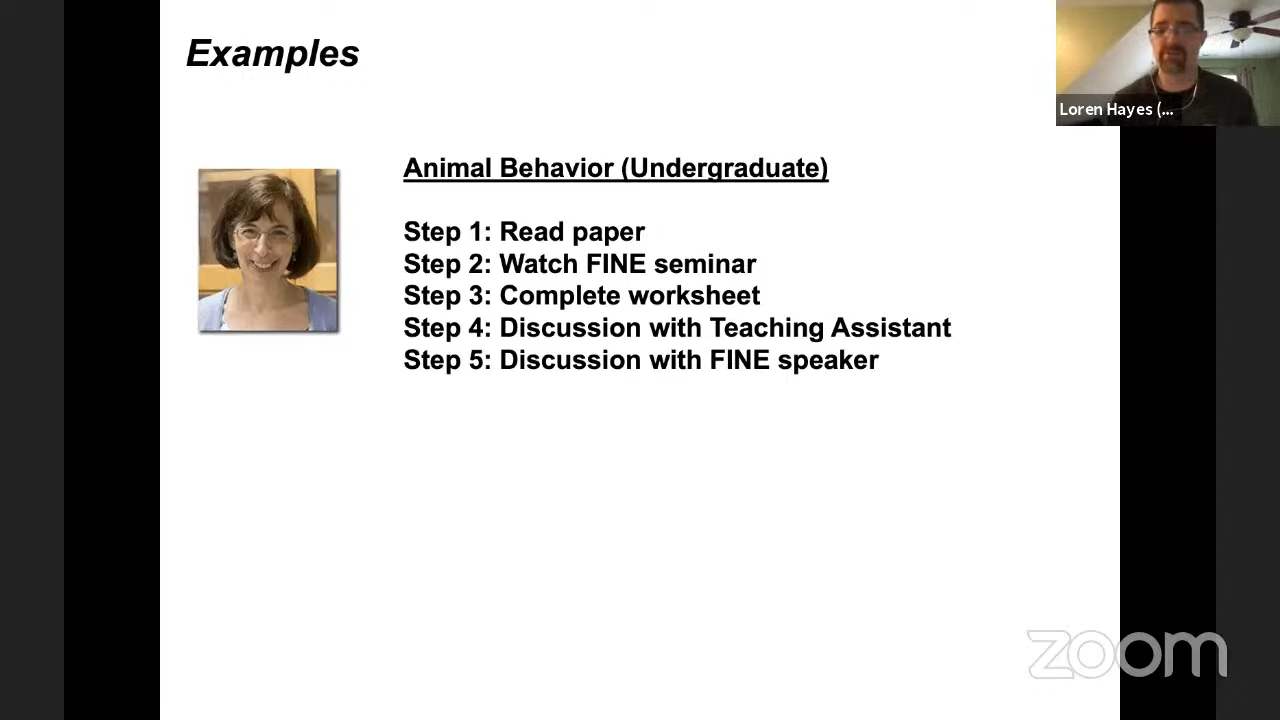 Examples
Loren Hayes (...
Animal Behavior (Undergraduate)
Step 1: Read paper
Step 2: Watch FINE seminar
Step 3: Complete worksheet
Step 4: Discussion with Teaching Assistant
Step 5: Discussion with FINE speaker
zoom